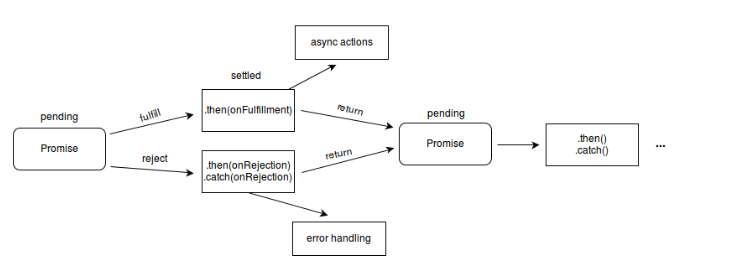 async actions
settled
pending
fulfill
.then(onFulfillment)
return
pending
Promise
reject
.then(onRejection)
.catch(onRejection)
return
Promise
.then()
.catch()
...
error handling